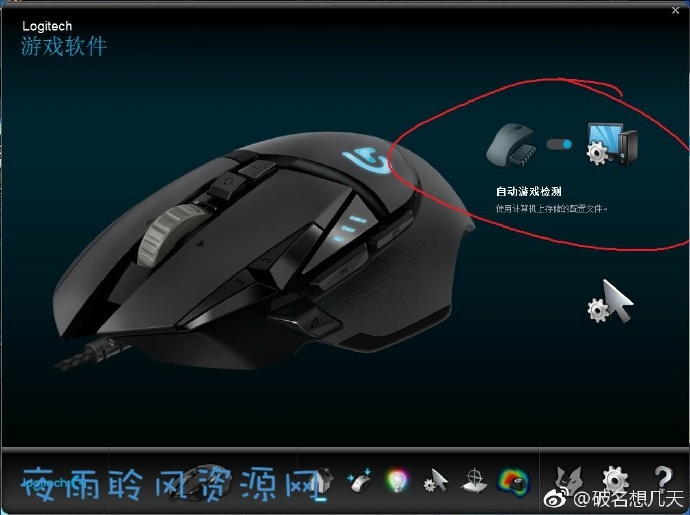 Logitech
游戏软件
自动游戏检测
使用计算机上存储的配置文件。
logitech
夜雨聆风资源网
@破名想几天